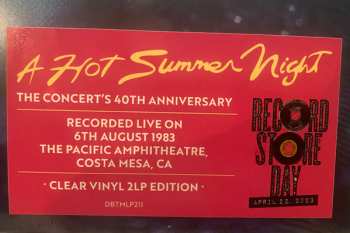 A Hot Summer Night
THE CONCERT'S 40TH ANNIVERSARY
RECORDED LIVE ON
6TH AUGUST 1983
THE PACIFIC AMPHITHEATRE,
COSTA MESA, CA
· CLEAR VINYL 2LP EDITION ·
DBTMLP211
RECORD
STORE
DAY
APRIL 22, 2023